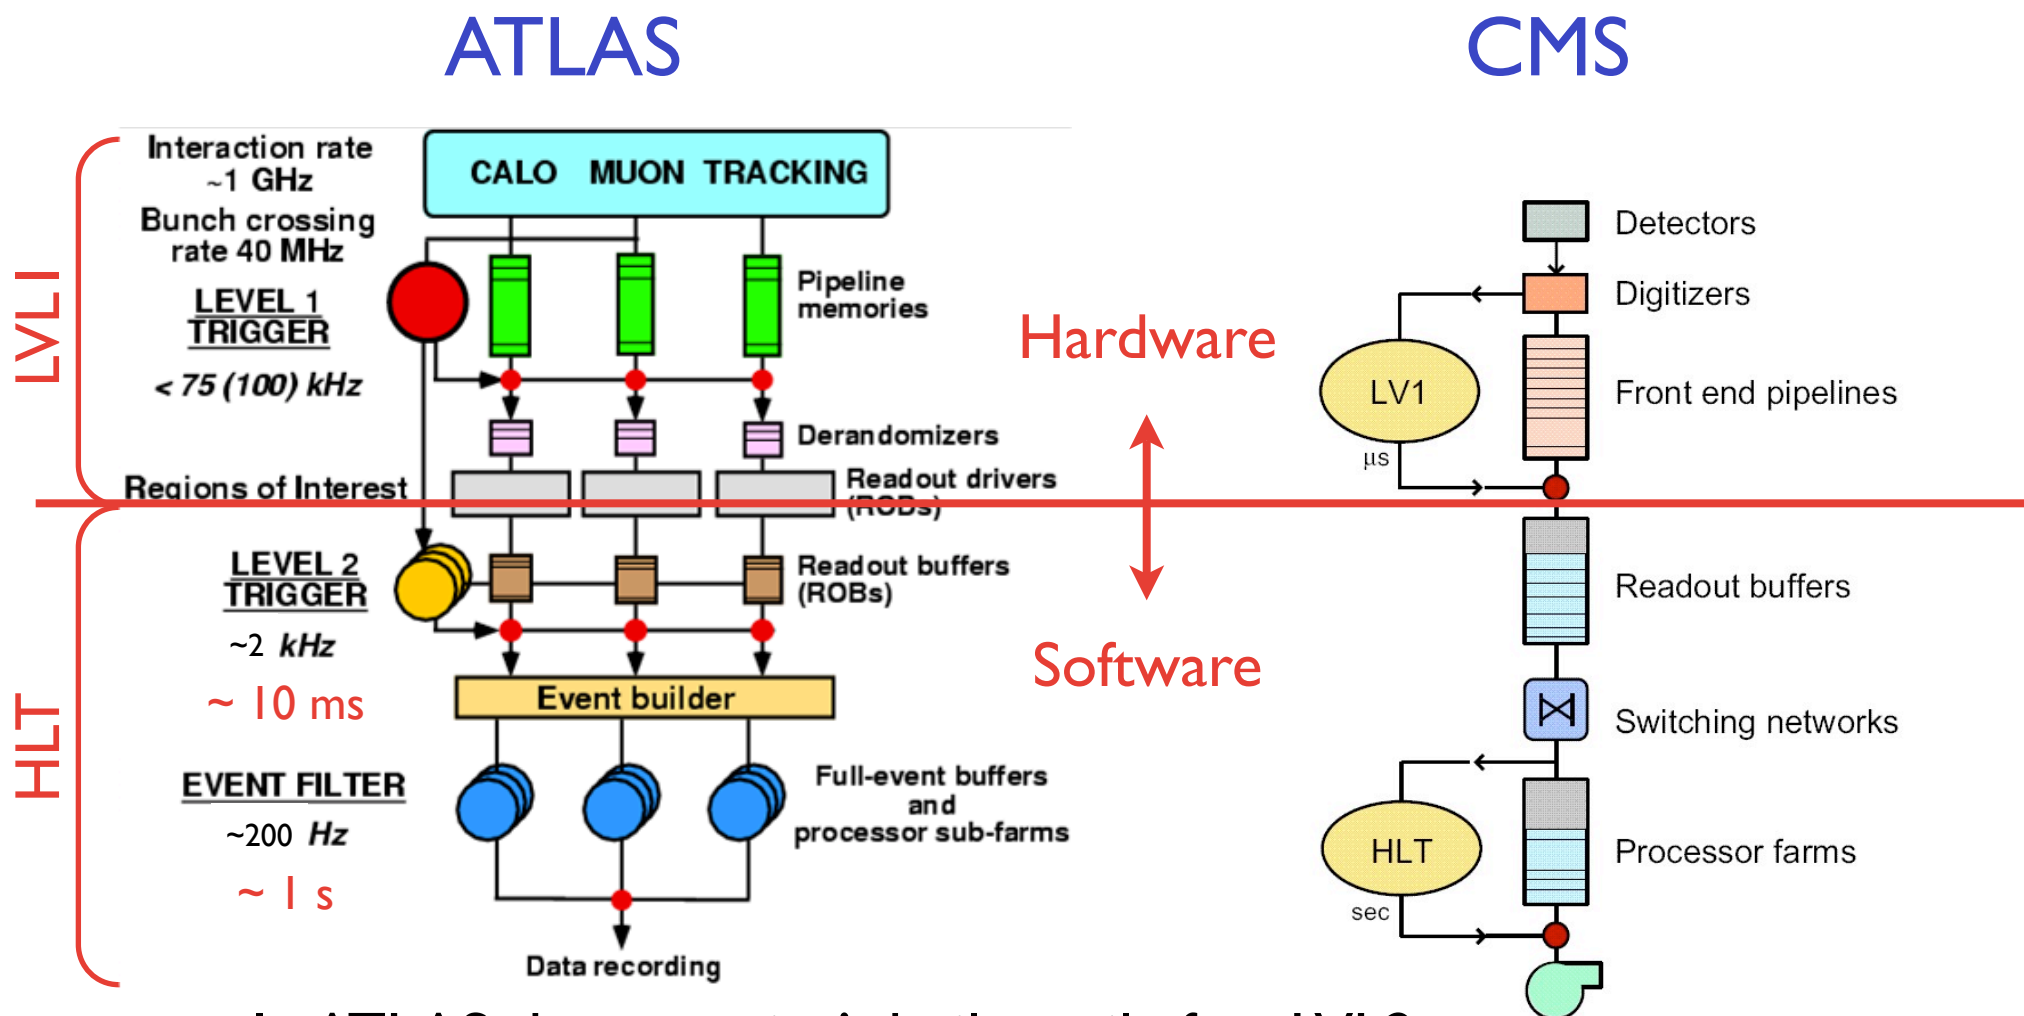 ATLAS
CMS
LVL1
HLT
Interaction rate
~1 GHz
Bunch crossing
rate 40 MHz
LEVEL 1
TRIGGER
< 75 (100) kHz
Regions of Interest
LEVEL 2
TRIGGER
~2 kHz
~ 10 ms
EVENT FILTER
~200 Hz
~ 1 s
CALO MUON TRACKING
Pipeline
memories
Derandomizers
Readout drivers
(RODs)
Readout buffers
(ROBs)
Event builder
Full-event buffers
and
processor sub-farms
Data recording
Hardware
Software
Detectors
Digitizers
LV1
Front end pipelines
µs
Readout buffers
Switching networks
HLT
Processor farms
sec